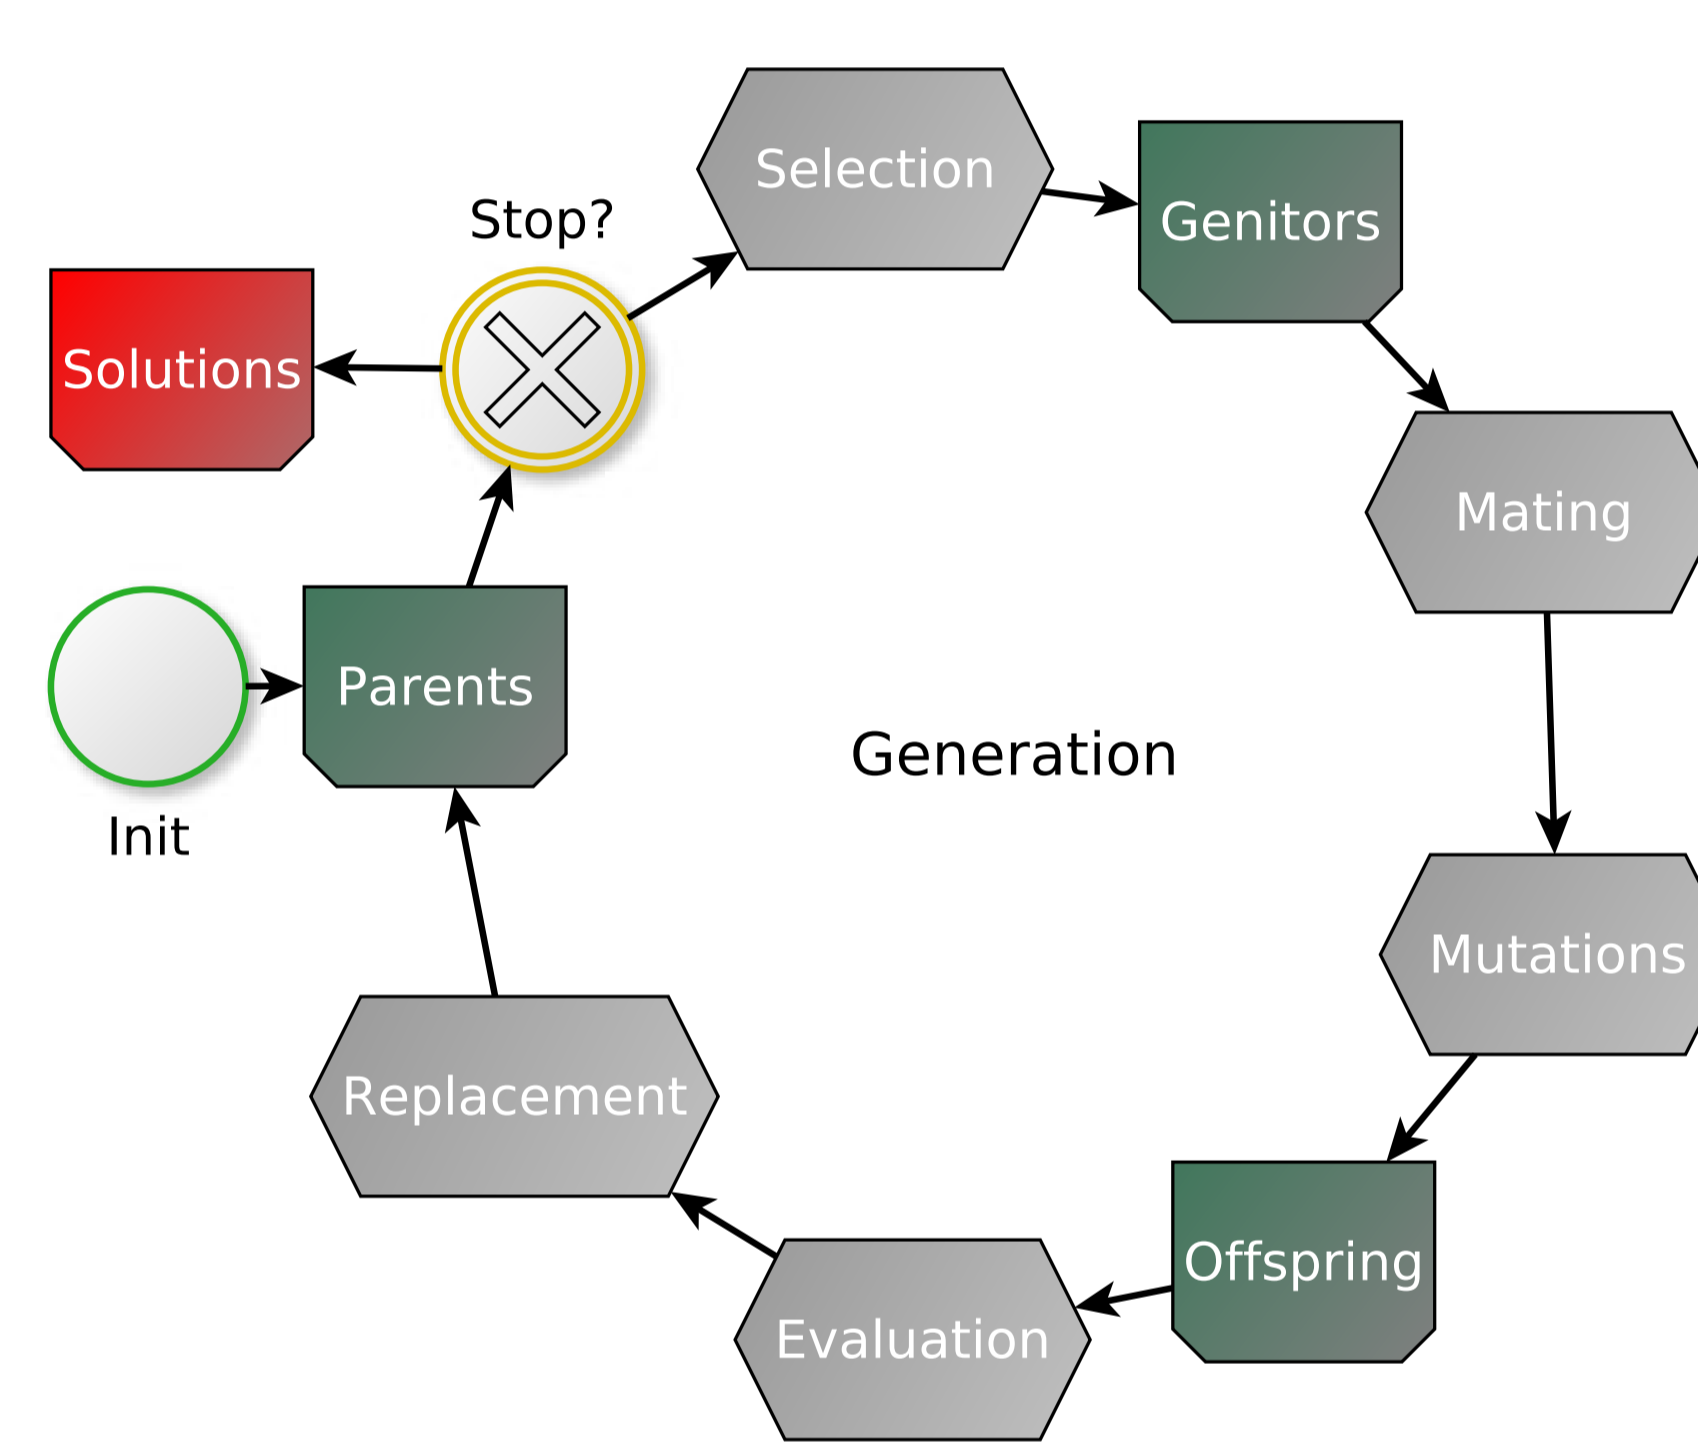 Selection
Genitors
Stop?
Solutions
Mating
Parents
Generation
Init
Mutations
Replacement
Offspring
Evaluation